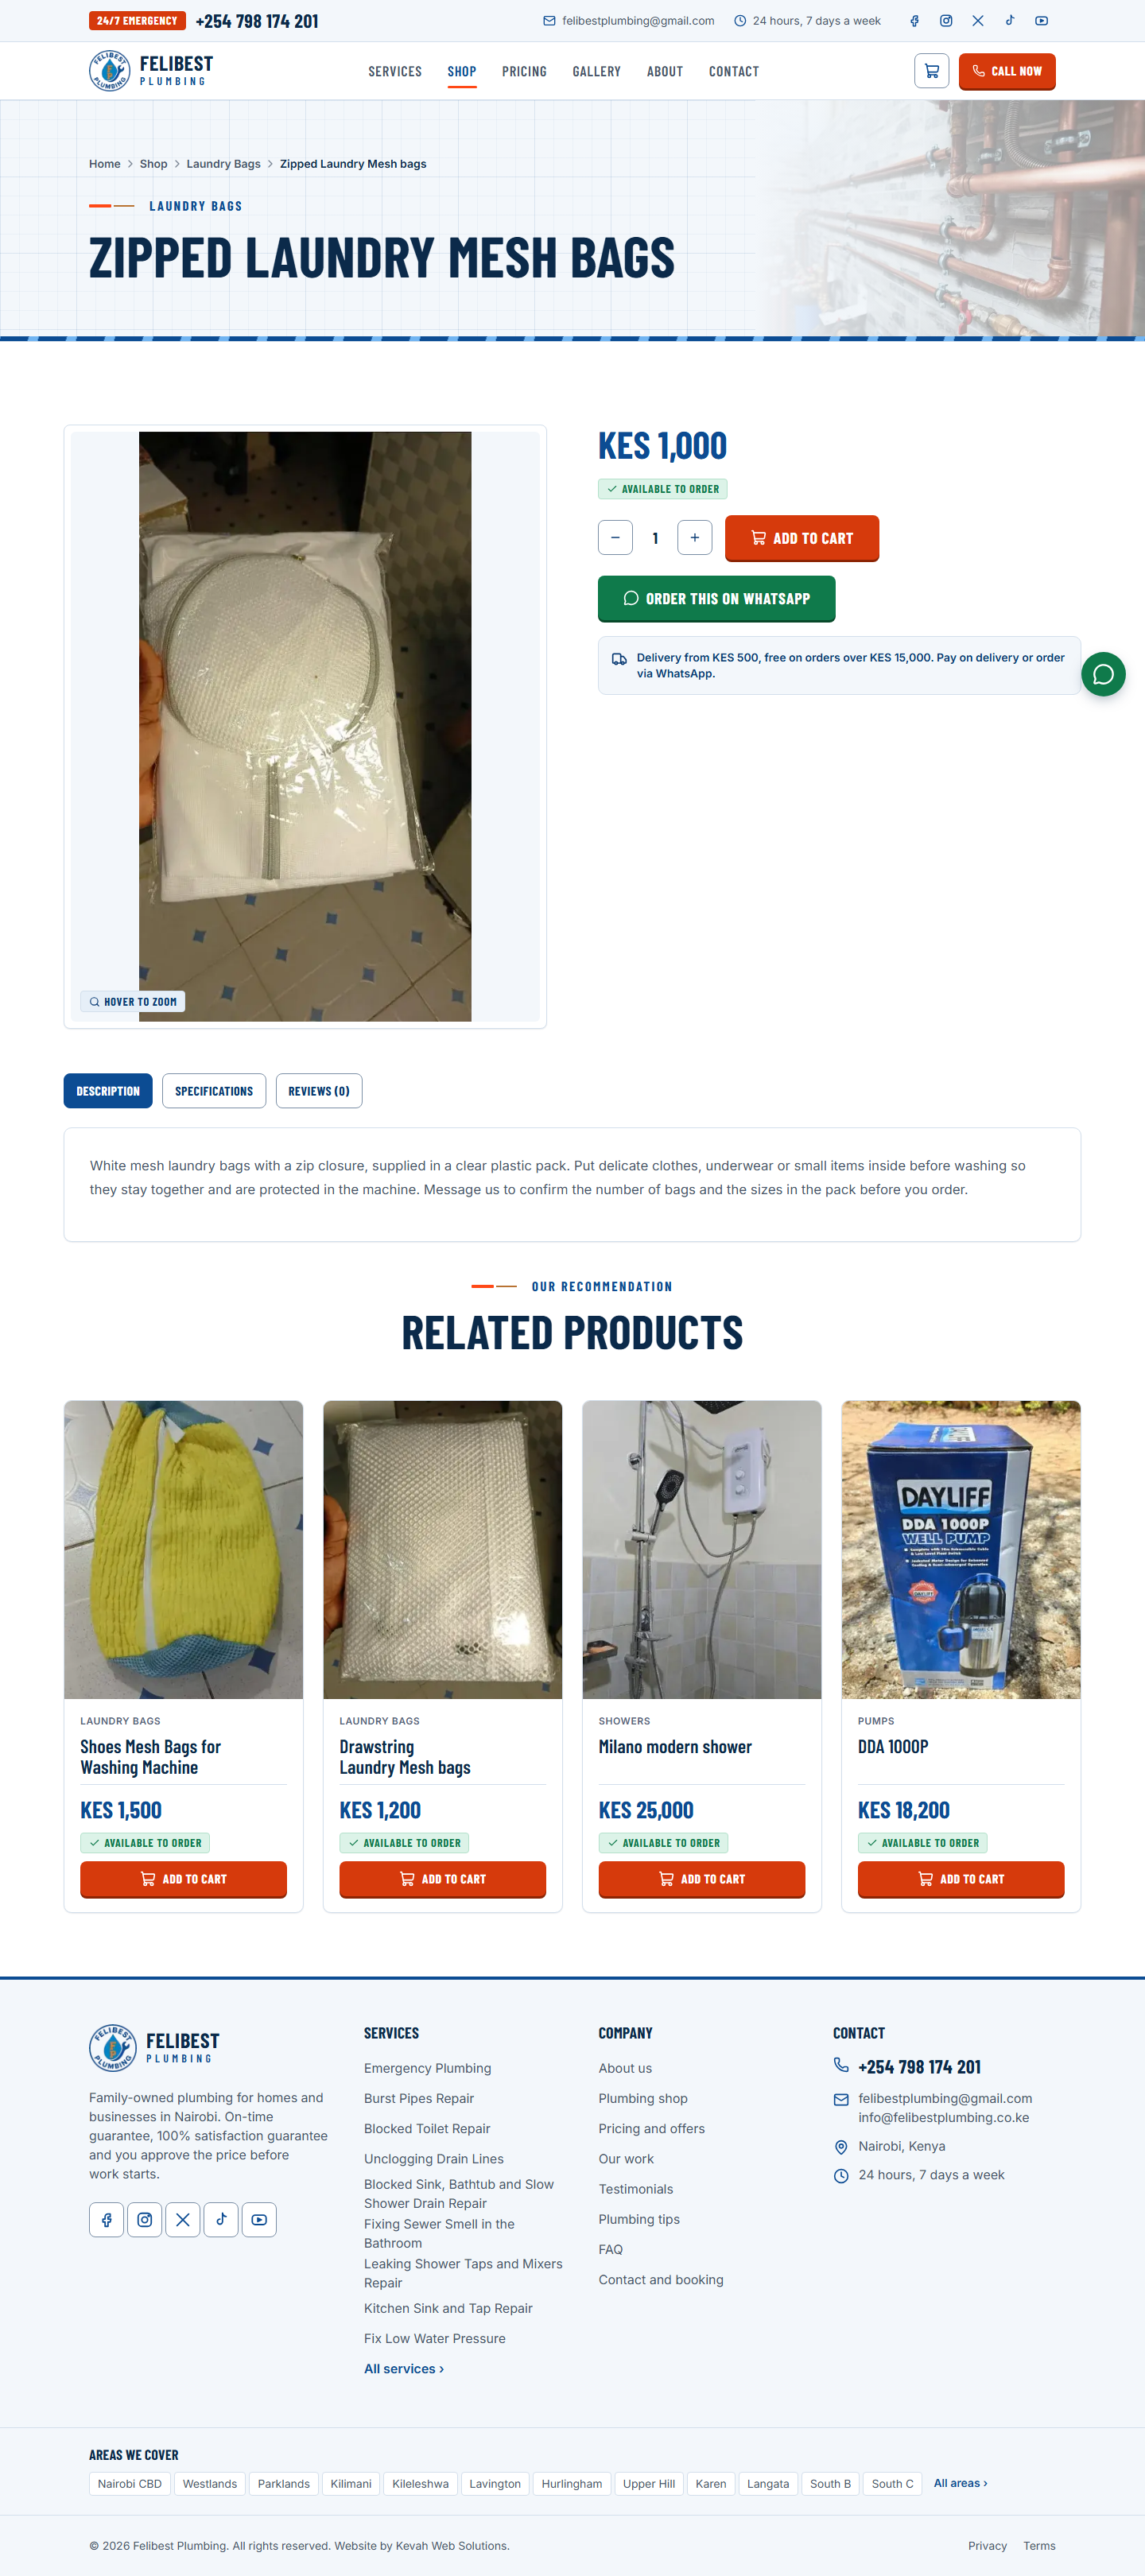 24/7 EMERGENCY +254 798 174 201 felibestplumbing@gmail.com 24 hours, 7 days a week
FELIBEST
PLUMBING
SERVICES SHOP PRICING GALLERY ABOUT CONTACT
CALL NOW
Home > Shop > Laundry Bags > Zipped Laundry Mesh bags
LAUNDRY BAGS
ZIPPED LAUNDRY MESH BAGS
KES 1,000
AVAILABLE TO ORDER
− 1 + ADD TO CART
ORDER THIS ON WHATSAPP
Delivery from KES 500, free on orders over KES 15,000. Pay on delivery or order
via WhatsApp.
HOVER TO ZOOM
DESCRIPTION SPECIFICATIONS REVIEWS (0)
White mesh laundry bags with a zip closure, supplied in a clear plastic pack. Put delicate clothes, underwear or small items inside before washing so
they stay together and are protected in the machine. Message us to confirm the number of bags and the sizes in the pack before you order.
OUR RECOMMENDATION
RELATED PRODUCTS
DAYLIFF
DDA 1000P
WELL PUMP
LAUNDRY BAGS
Shoes Mesh Bags for
Washing Machine
KES 1,500
AVAILABLE TO ORDER
ADD TO CART
LAUNDRY BAGS
Drawstring
Laundry Mesh bags
KES 1,200
AVAILABLE TO ORDER
ADD TO CART
SHOWERS
Milano modern shower
KES 25,000
AVAILABLE TO ORDER
ADD TO CART
PUMPS
DDA 1000P
KES 18,200
AVAILABLE TO ORDER
ADD TO CART
FELIBEST
PLUMBING
Family-owned plumbing for homes and
businesses in Nairobi. On-time
guarantee, 100% satisfaction guarantee
and you approve the price before
work starts.
SERVICES
Emergency Plumbing
Burst Pipes Repair
Blocked Toilet Repair
Unclogging Drain Lines
Blocked Sink, Bathtub and Slow
Shower Drain Repair
Fixing Sewer Smell in the
Bathroom
Leaking Shower Taps and Mixers
Repair
Kitchen Sink and Tap Repair
Fix Low Water Pressure
All services ›
COMPANY
About us
Plumbing shop
Pricing and offers
Our work
Testimonials
Plumbing tips
FAQ
Contact and booking
CONTACT
+254 798 174 201
felibestplumbing@gmail.com
info@felibestplumbing.co.ke
Nairobi, Kenya
24 hours, 7 days a week
AREAS WE COVER
Nairobi CBD Westlands Parklands Kilimani Kileleshwa Lavington Hurlingham Upper Hill Karen Langata South B South C All areas ›
© 2026 Felibest Plumbing. All rights reserved. Website by Kevah Web Solutions.
Privacy Terms